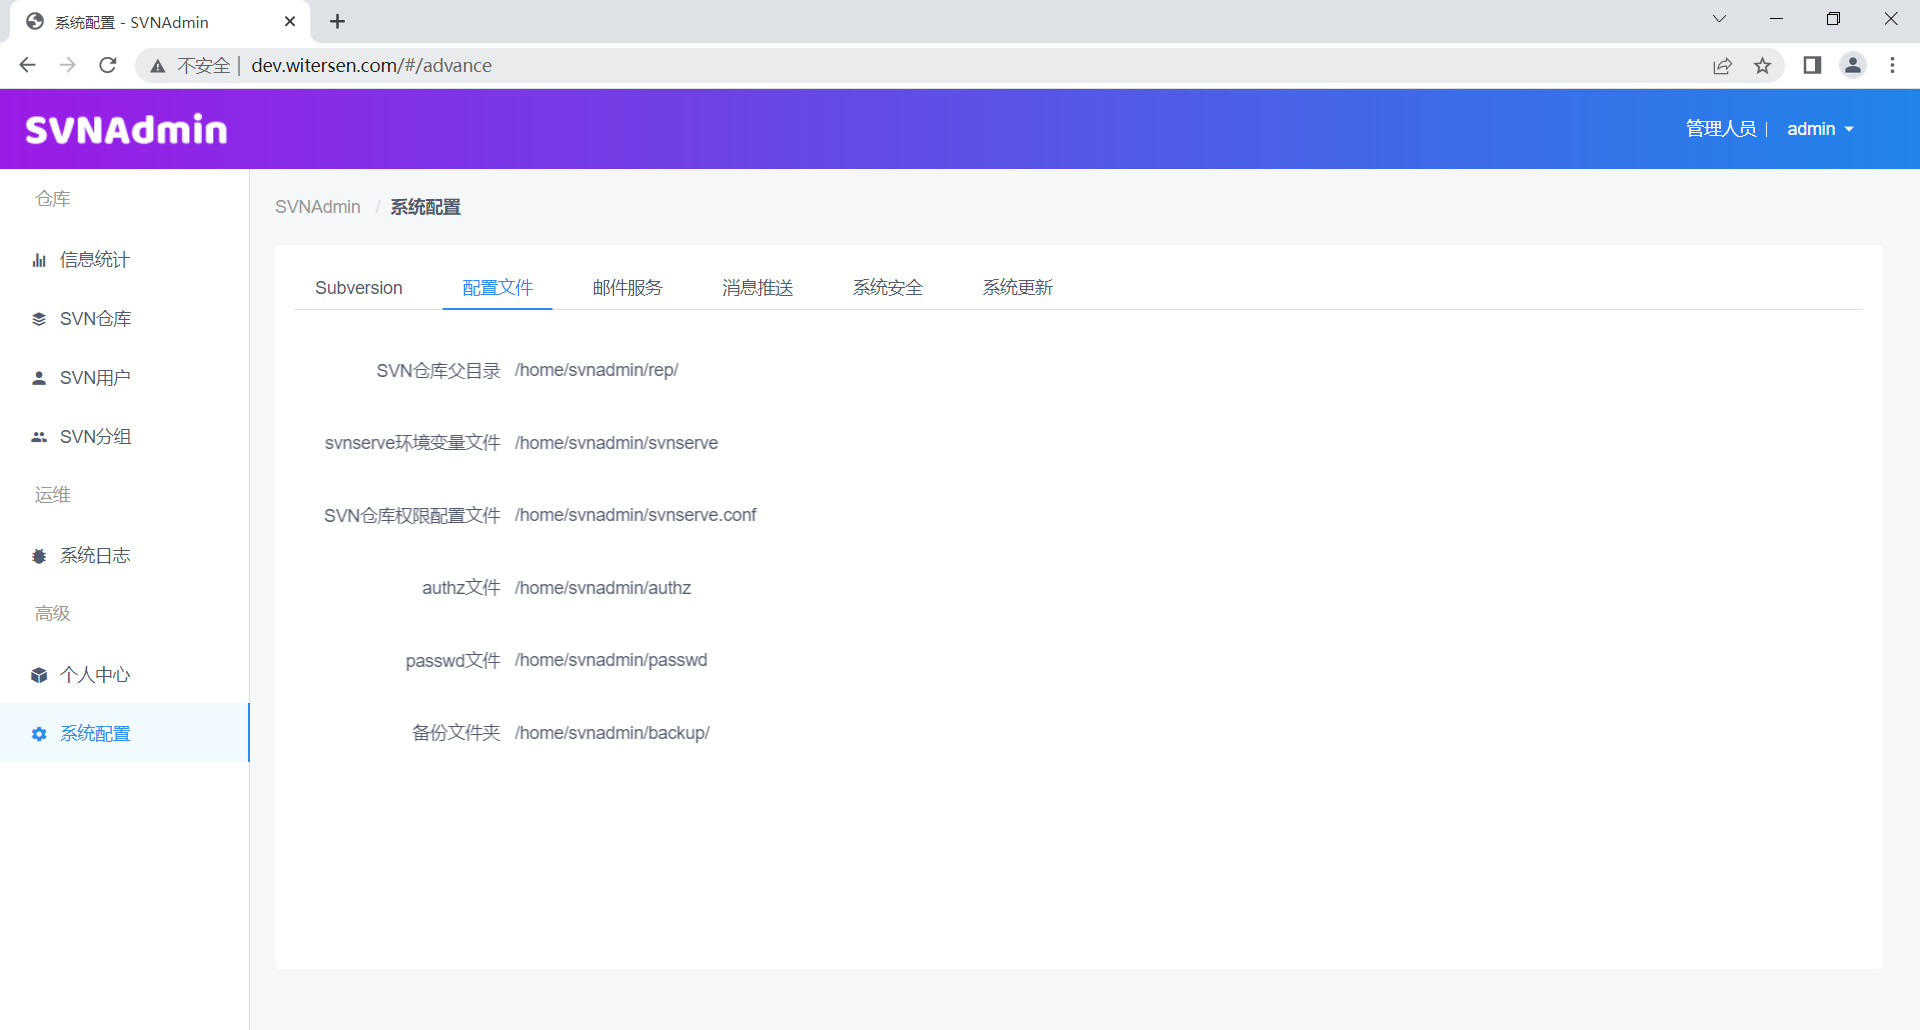 系统配置 - SVNAdmin
不安全 | dev.witersen.com/#/advance
SVNAdmin
管理人员 | admin
仓库
信息统计
SVN仓库
SVN用户
SVN分组
运维
系统日志
高级
个人中心
系统配置
SVNAdmin / 系统配置
Subversion 配置文件 邮件服务 消息推送 系统安全 系统更新
SVN仓库父目录 /home/svnadmin/rep/
svnserve环境变量文件 /home/svnadmin/svnserve
SVN仓库权限配置文件 /home/svnadmin/svnserve.conf
authz文件 /home/svnadmin/authz
passwd文件 /home/svnadmin/passwd
备份文件夹 /home/svnadmin/backup/